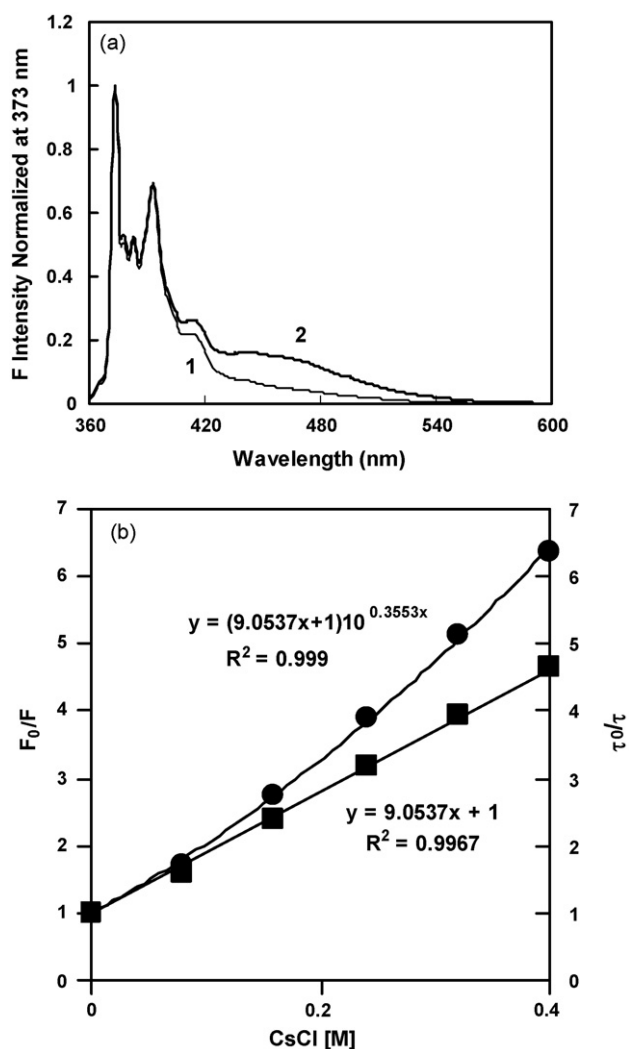 (a)
F Intensity Normalized at 373 nm
1.2
1
0.8
0.6
0.4
0.2
0
2
1
360 420 480 540 600
Wavelength (nm)
(b)
F0/F
7
6
5
4
3
2
1
0
y = (9.0537x+1)10^0.3553x
R² = 0.999
y = 9.0537x + 1
R² = 0.9967
7
6
5
4
3
2
1
0
τ0/τ
0 0.2 0.4
CsCl [M]